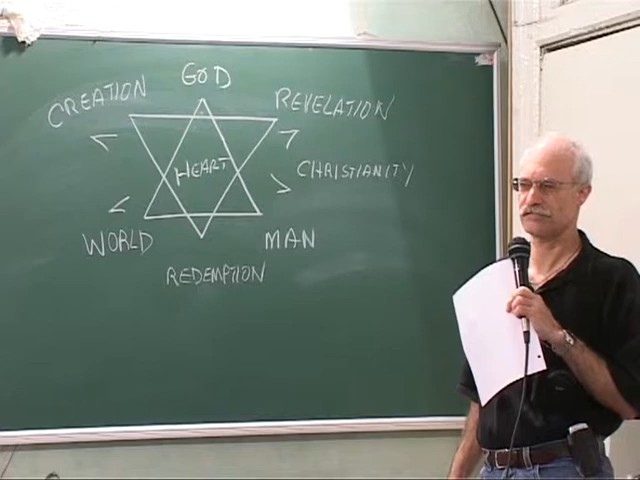 GOD
CREATION
REVELATION
HEART
CHRISTIANITY
WORLD
MAN
REDEMPTION